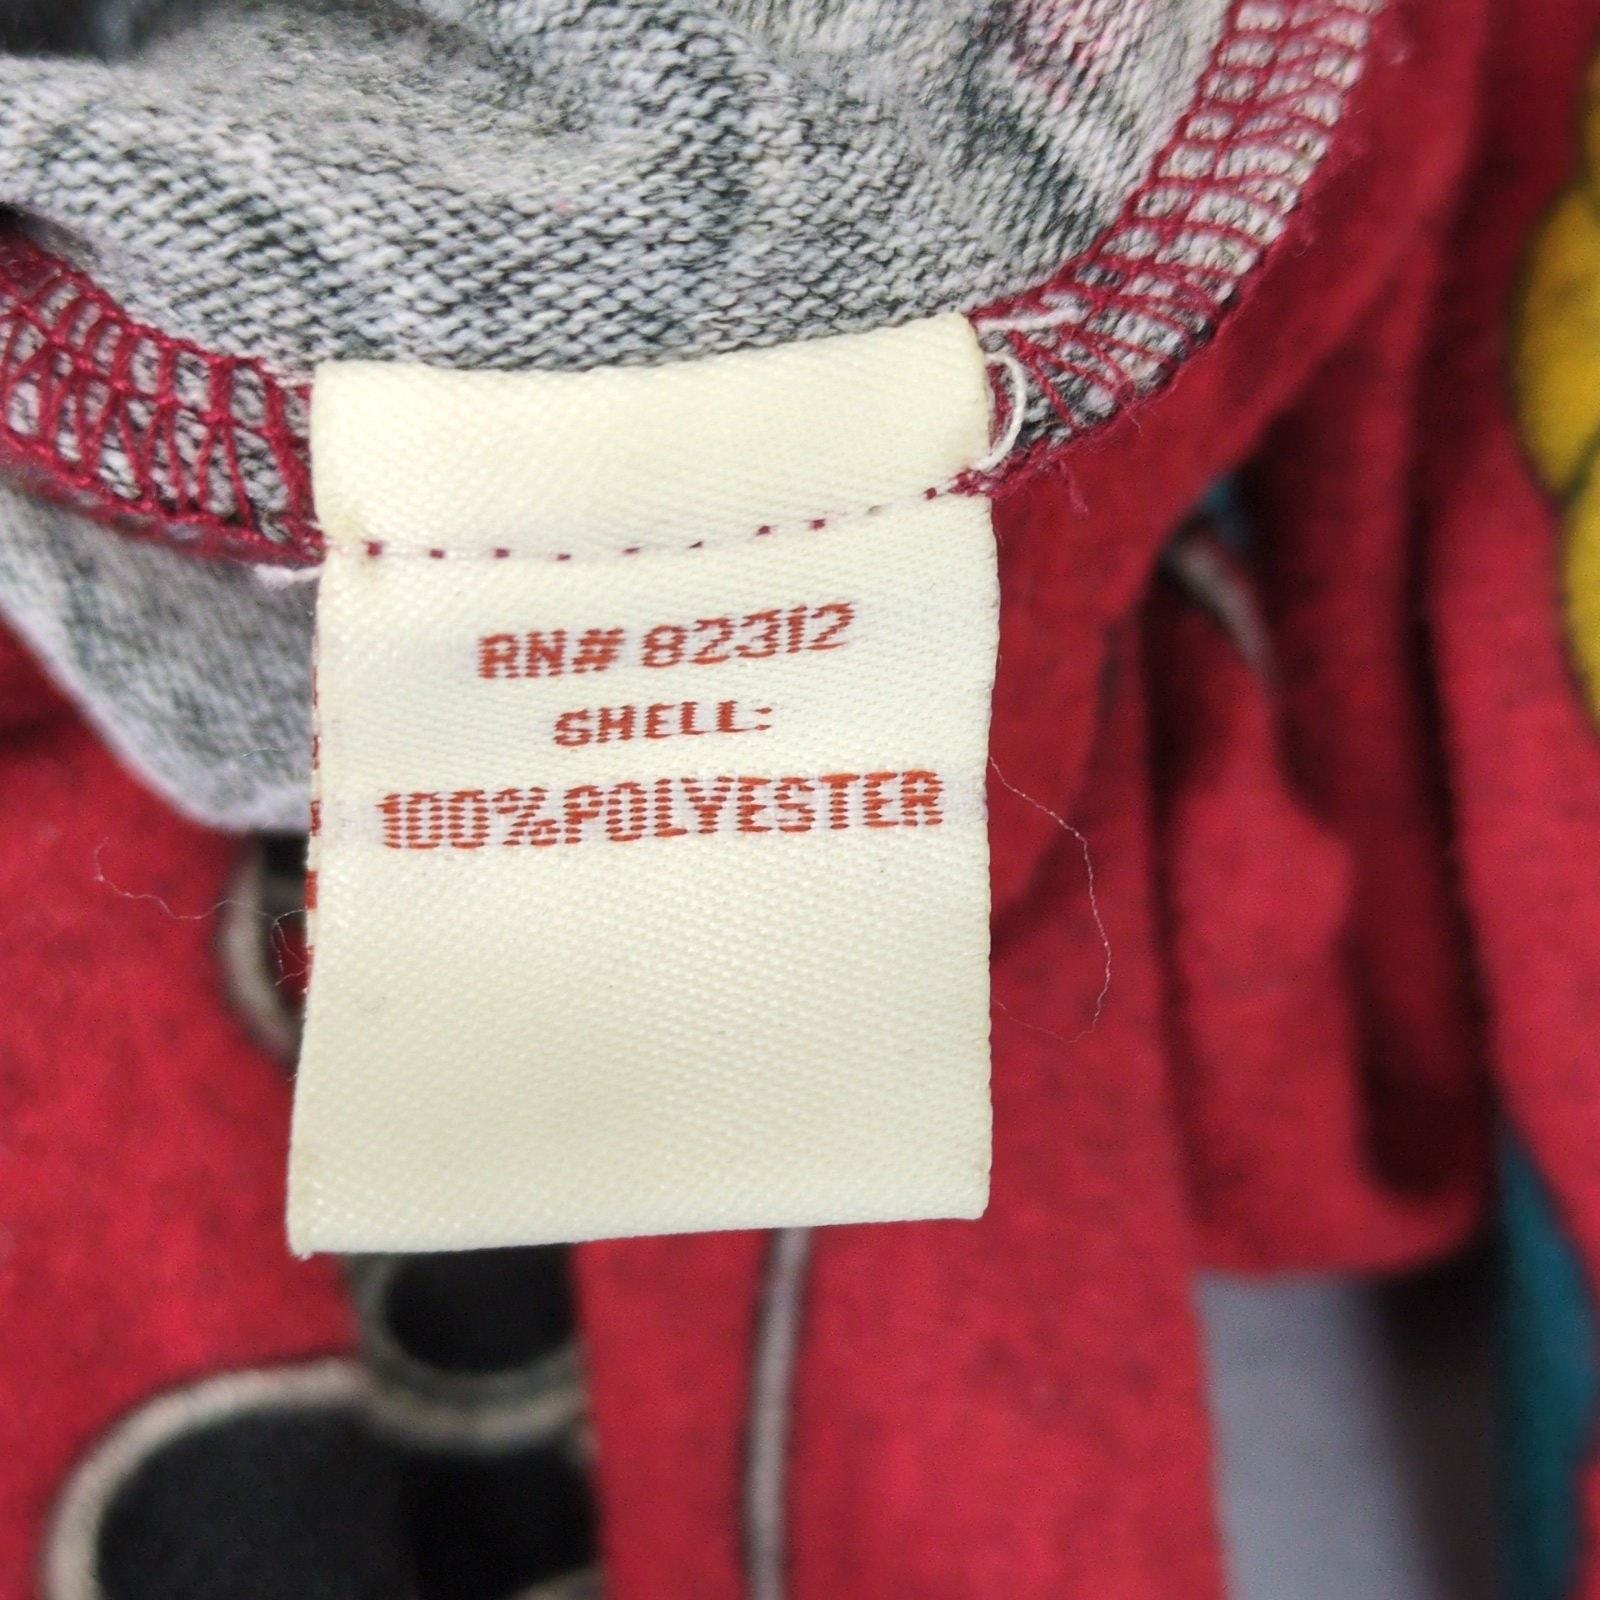 RN# 82312
SHELL:
100%POLYESTER